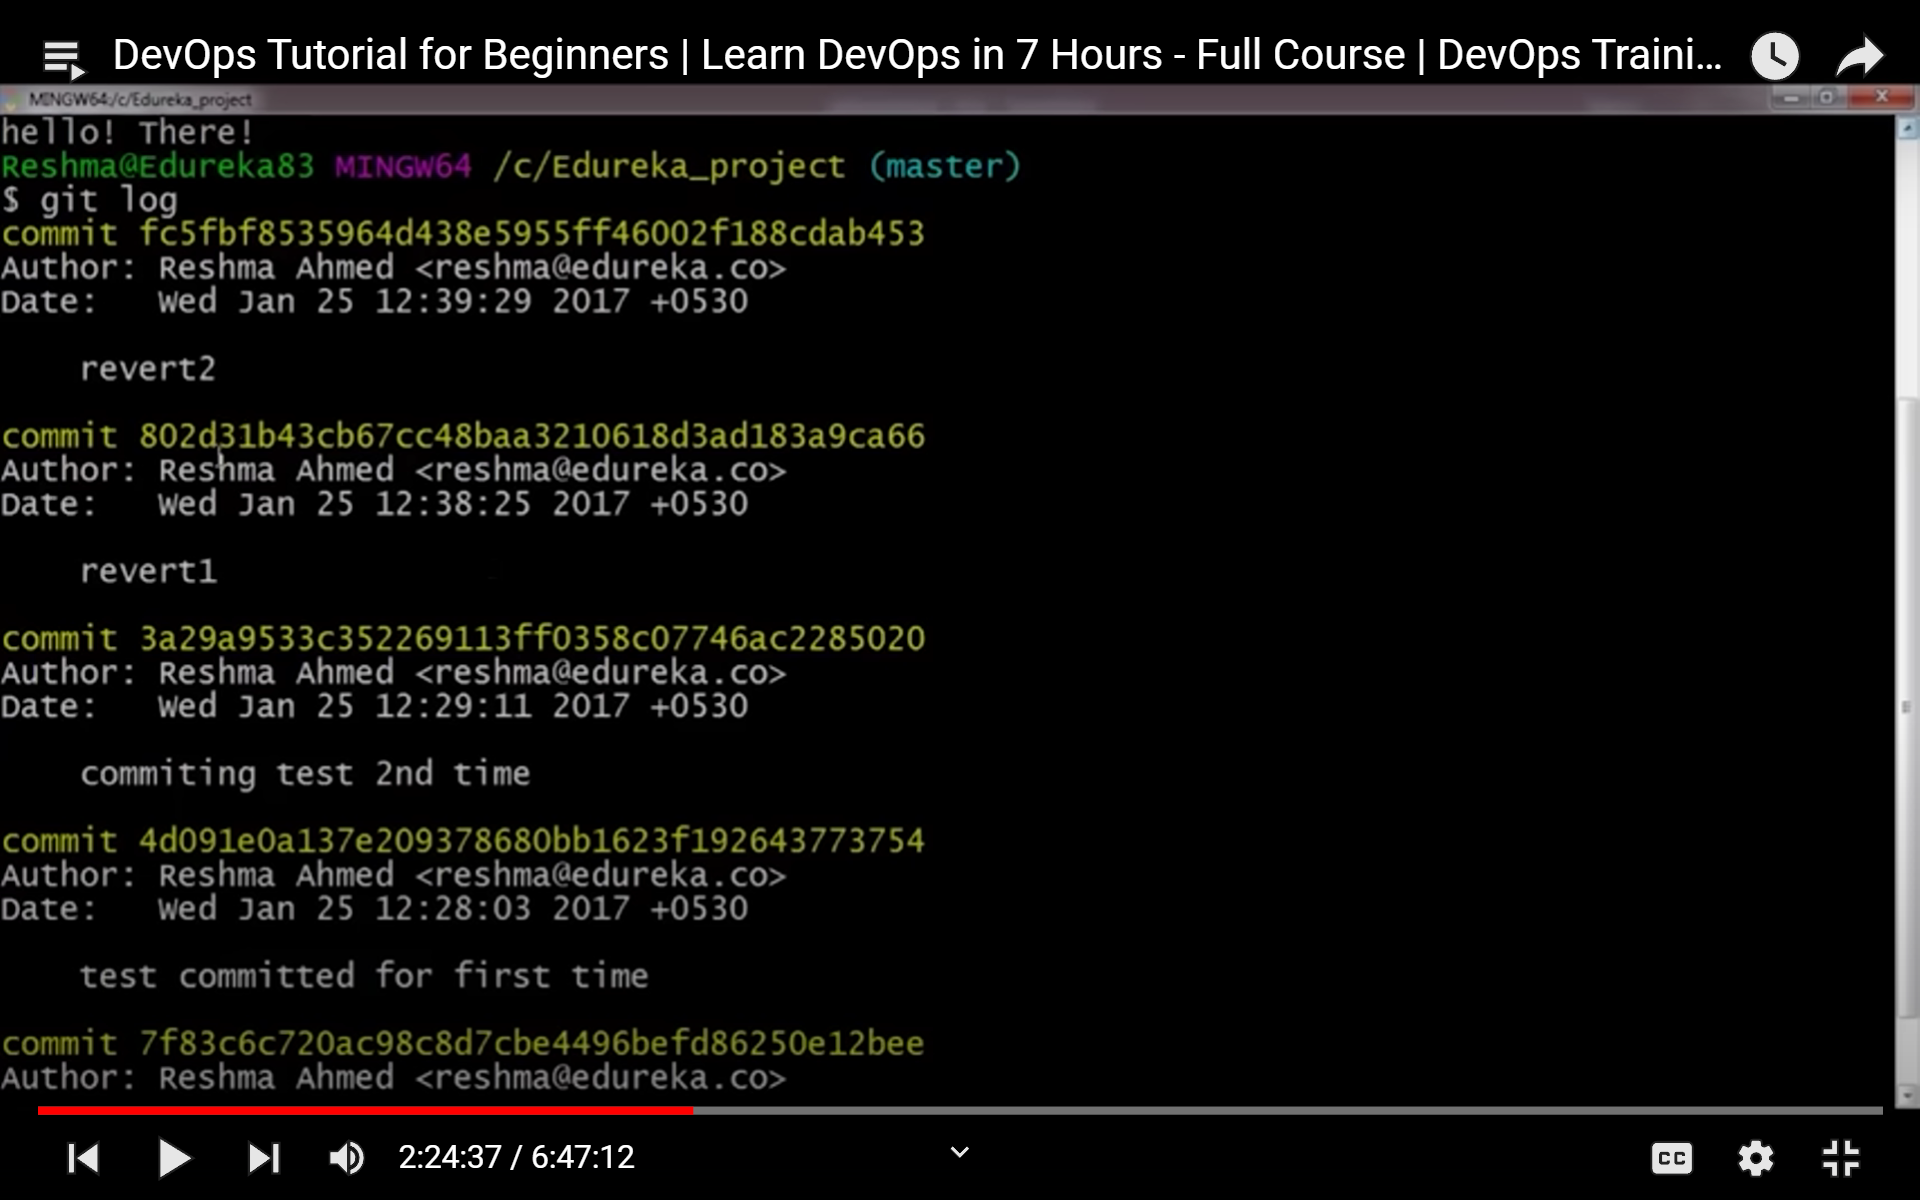 DevOps Tutorial for Beginners | Learn DevOps in 7 Hours - Full Course | DevOps Traini...
MINGW64:/c/Edureka_project
hello! There!
Reshma@Edureka83 MINGW64 /c/Edureka_project (master)
$ git log
commit fc5fbf8535964d438e5955ff46002f188cdab453
Author: Reshma Ahmed <reshma@edureka.co>
Date:   Wed Jan 25 12:39:29 2017 +0530
revert2
commit 802d31b43cb67cc48baa3210618d3ad183a9ca66
Author: Reshma Ahmed <reshma@edureka.co>
Date:   Wed Jan 25 12:38:25 2017 +0530
revert1
commit 3a29a9533c352269113ff0358c07746ac2285020
Author: Reshma Ahmed <reshma@edureka.co>
Date:   Wed Jan 25 12:29:11 2017 +0530
commiting test 2nd time
commit 4d091e0a137e209378680bb1623f192643773754
Author: Reshma Ahmed <reshma@edureka.co>
Date:   Wed Jan 25 12:28:03 2017 +0530
test committed for first time
commit 7f83c6c720ac98c8d7cbe4496befd86250e12bee
Author: Reshma Ahmed <reshma@edureka.co>
2:24:37 / 6:47:12
CC